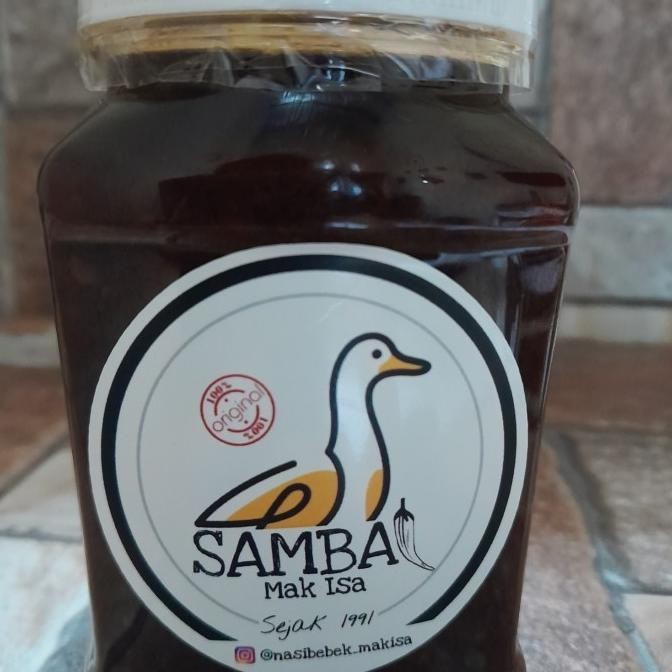 100%
original
100%
SAMBAL
Mak Isa
Sejak 1991
@nasibebek_makisa